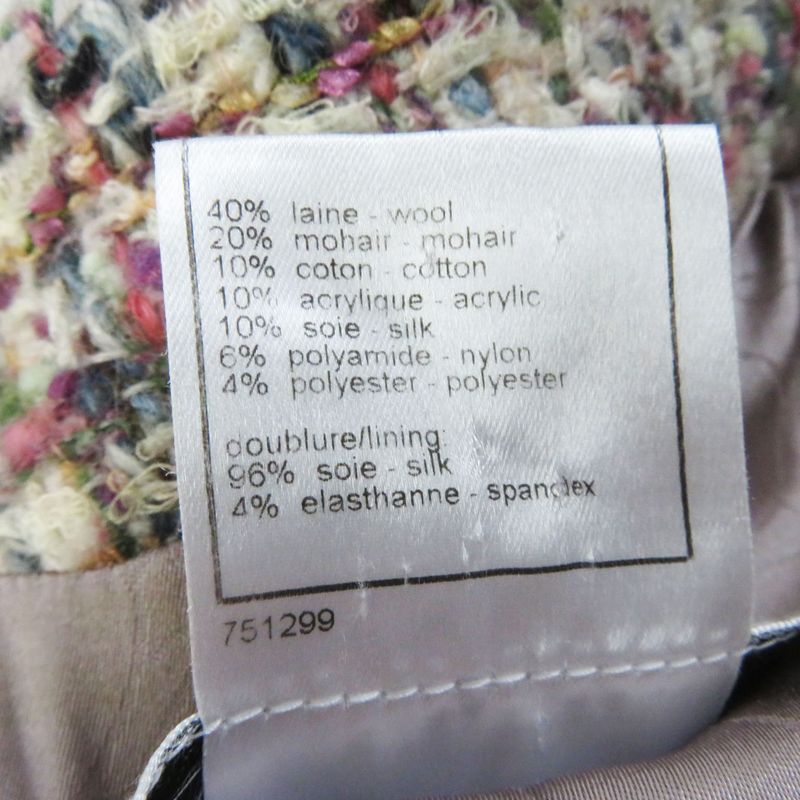 40% laine - wool
20% mohair - mohair
10% coton - cotton
10% acrylique - acrylic
10% soie - silk
6% polyamide - nylon
4% polyester - polyester
doublure/lining:
96% soie - silk
4% elasthanne - spandex
751299